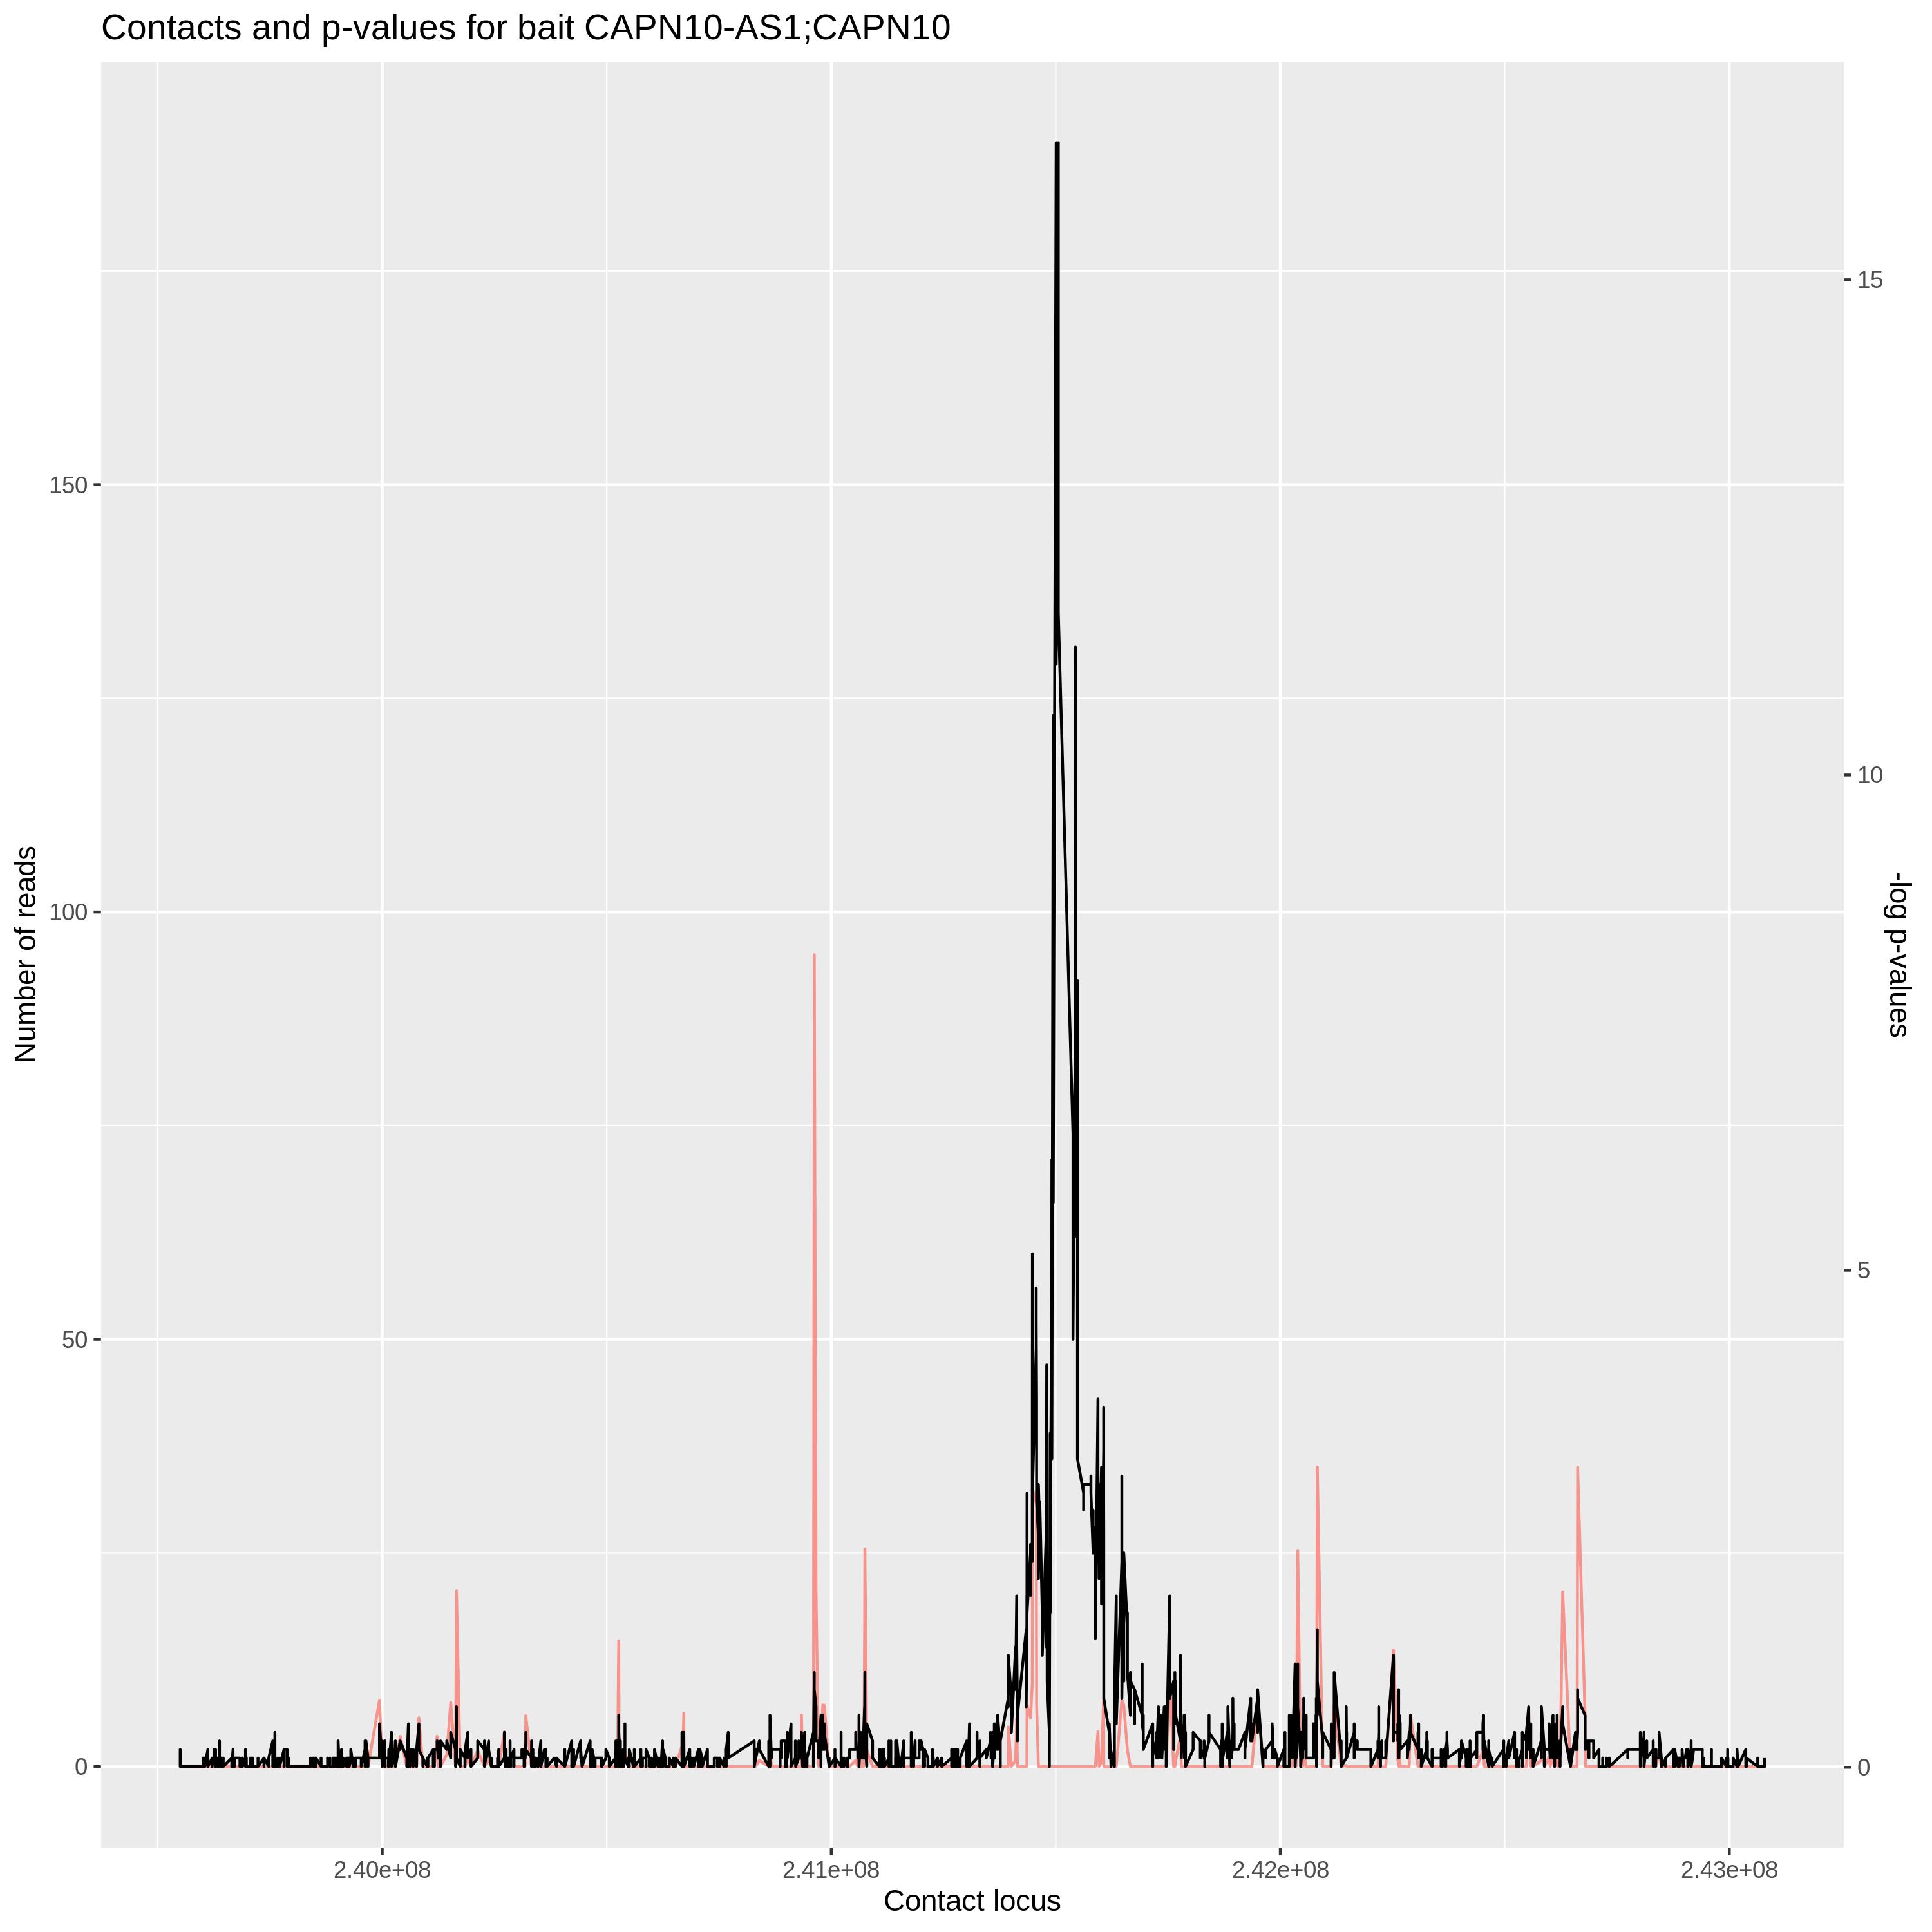 Contacts and p-values for bait CAPN10-AS1;CAPN10
Number of reads
150
100
50
0
15
10
5
0
-log p-values
2.40e+08 2.41e+08 2.42e+08 2.43e+08
Contact locus